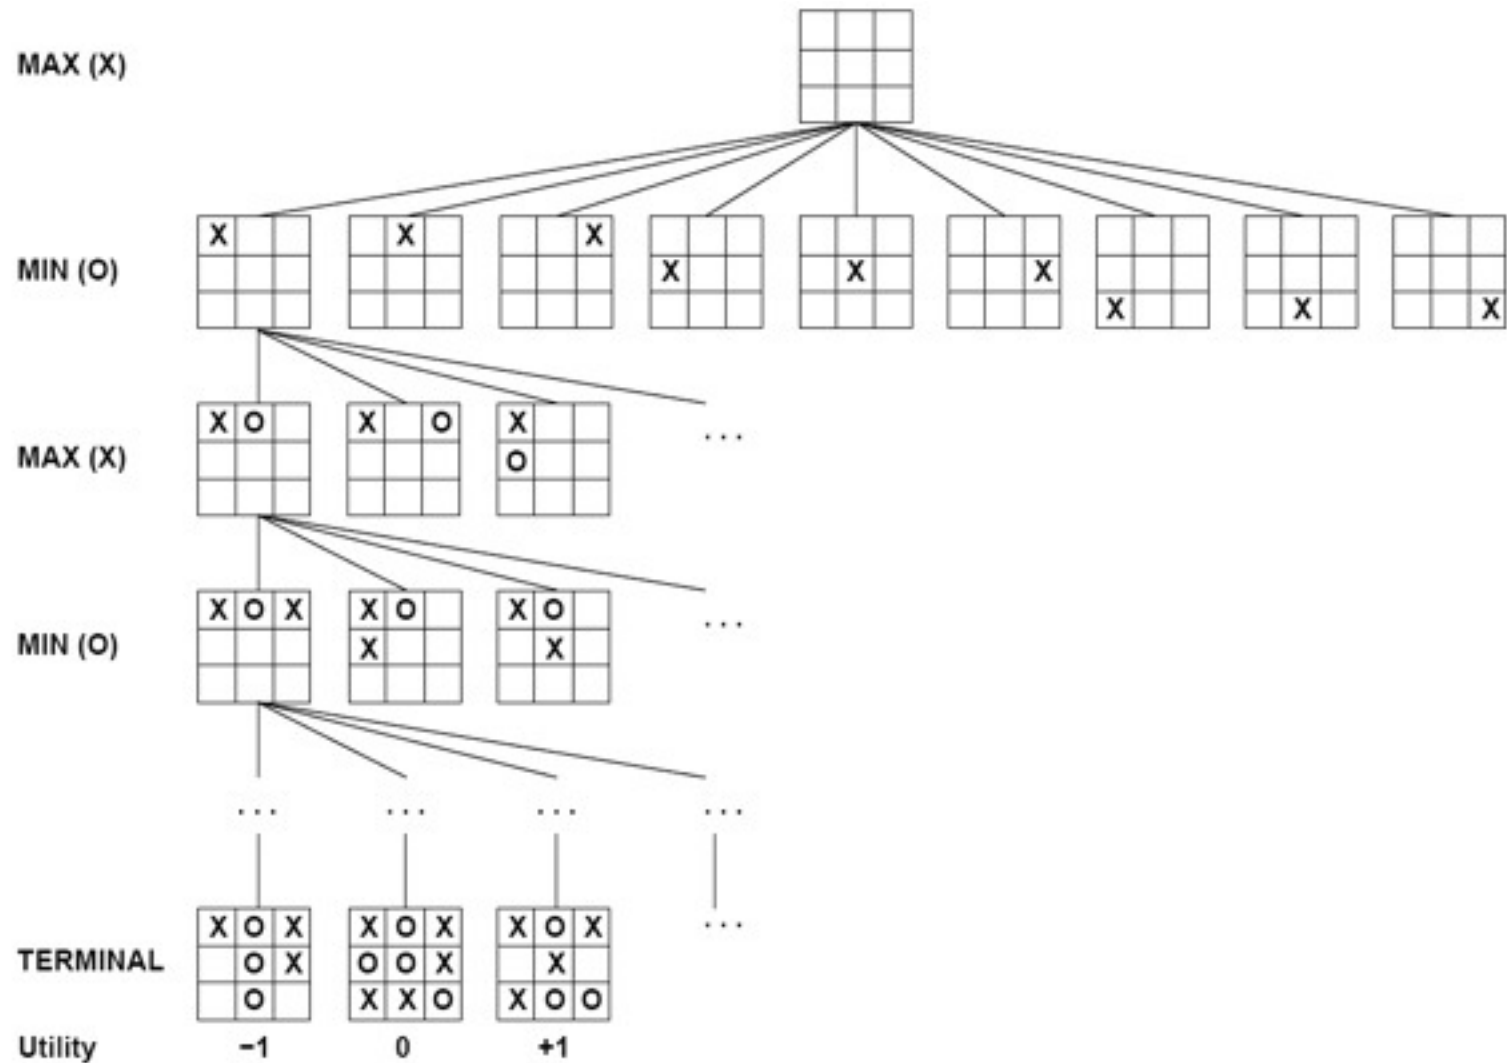 MAX (X)
MIN (O)
X X X X X X X X X
MAX (X)
X O X O X
O
. . .
MIN (O)
X O X X O X O
X X
. . .
. . . . . . . . . . . .
TERMINAL
X O X X O X X O X
O X O O X X
O X X O X O O
. . .
Utility −1 0 +1